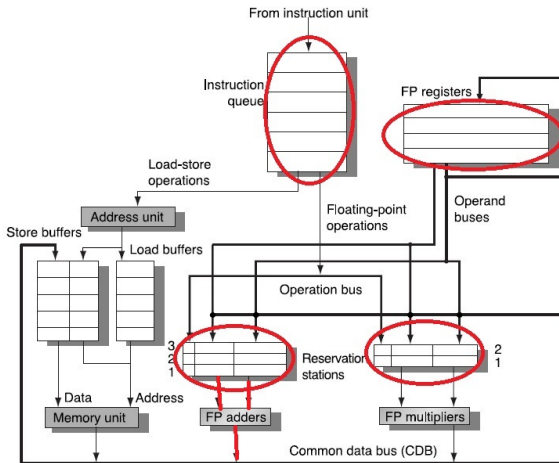 From instruction unit
Instruction
queue
FP registers
Load-store
operations
Address unit
Floating-point
operations
Operand
buses
Store buffers
Load buffers
Operation bus
3
2
1
Reservation
stations
2
1
Data
Address
Memory unit
FP adders
FP multipliers
Common data bus (CDB)